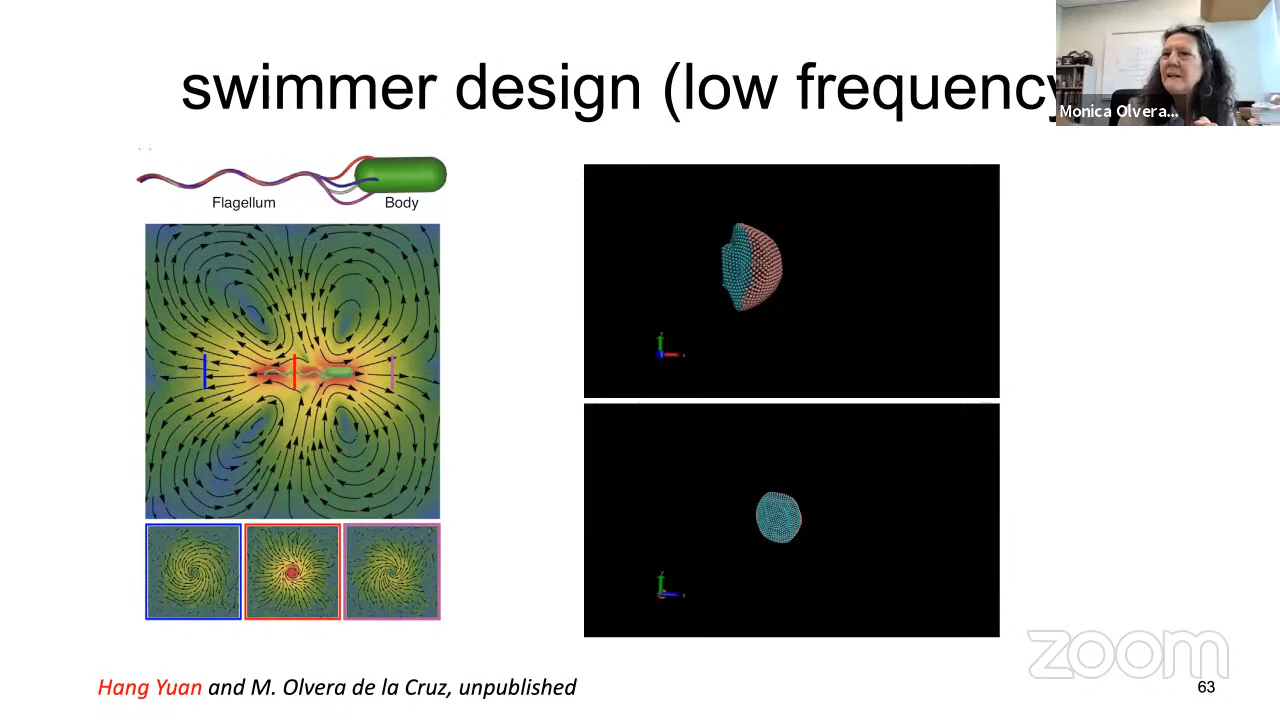 swimmer design (low frequency
Monica Olvera...
Flagellum
Body
Hang Yuan and M. Olvera de la Cruz, unpublished
zoom
63